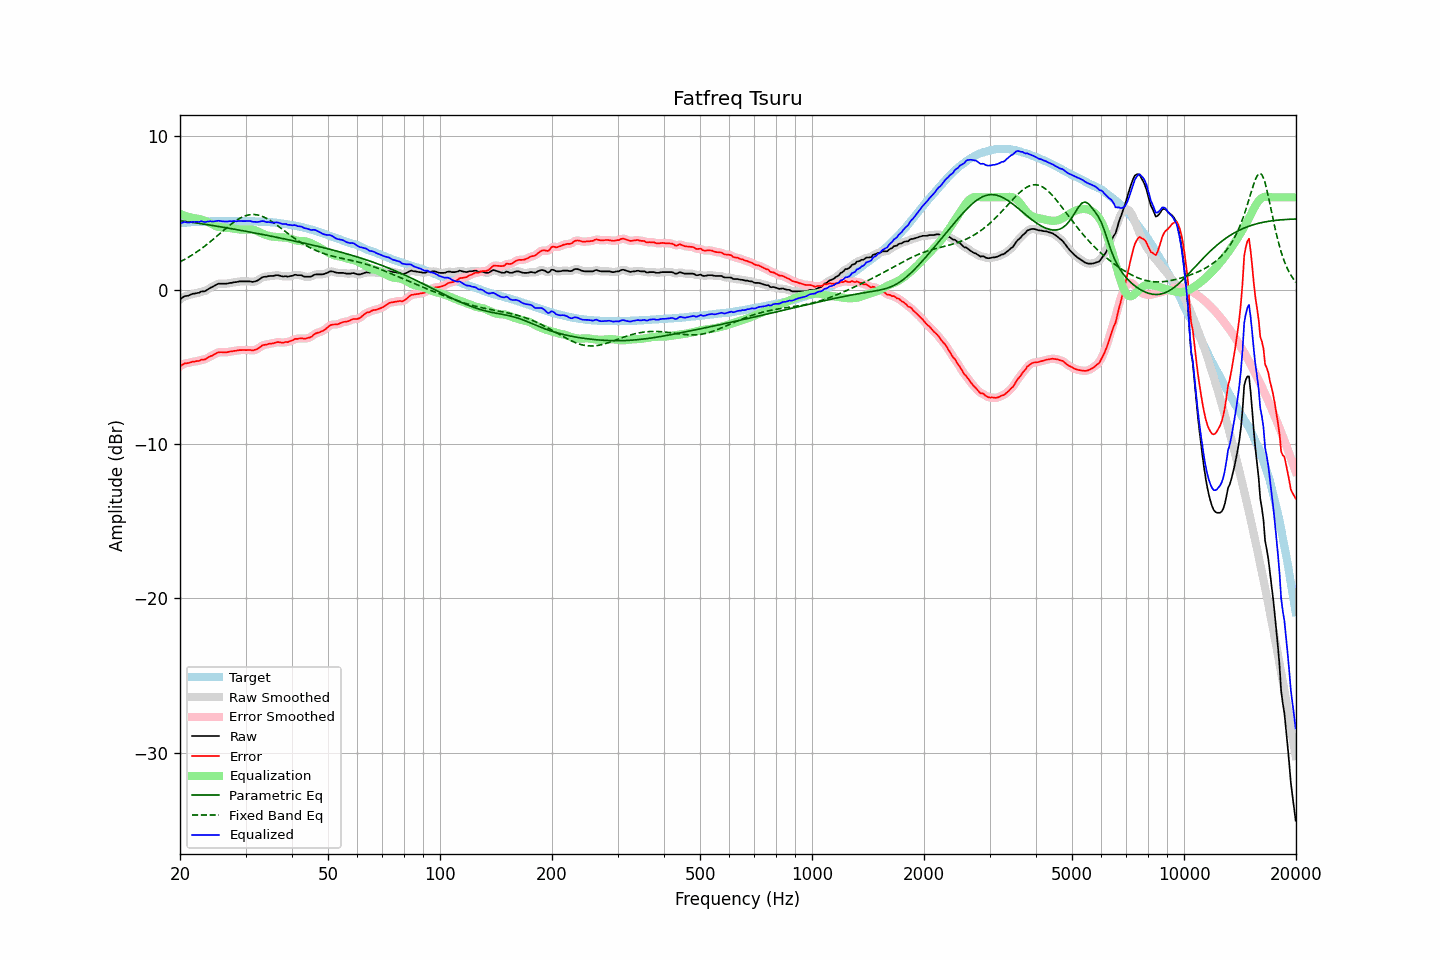 Fatfreq Tsuru
10
0
−10
−20
−30
Amplitude (dBr)
Target
Raw Smoothed
Error Smoothed
Raw
Error
Equalization
Parametric Eq
Fixed Band Eq
Equalized
20 50 100 200 500 1000 2000 5000 10000 20000
Frequency (Hz)